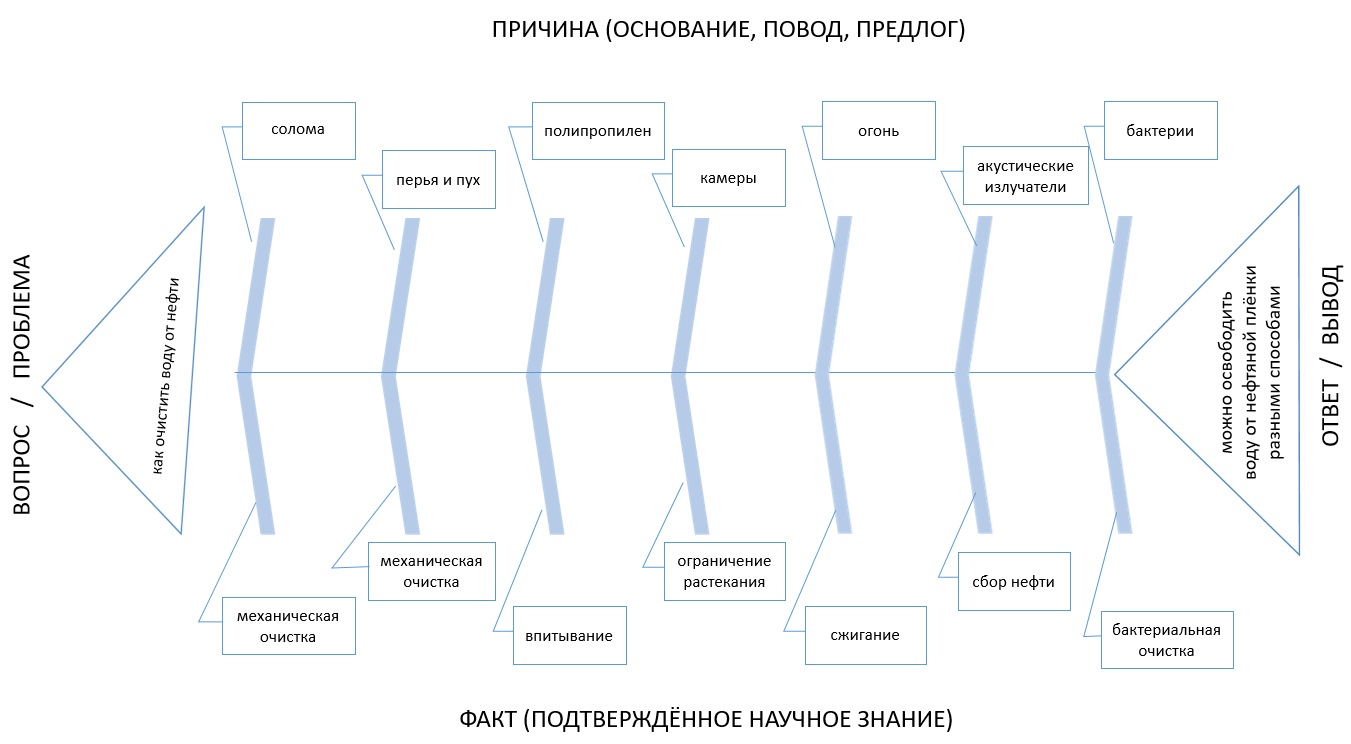 ПРИЧИНА (ОСНОВАНИЕ, ПОВОД, ПРЕДЛОГ)
солома
перья и пух
полипропилен
камеры
огонь
акустические
излучатели
бактерии
ВОПРОС / ПРОБЛЕМА
как очистить воду от нефти
можно освободить
воду от нефтяной плёнки
разными способами
ОТВЕТ / ВЫВОД
механическая
очистка
механическая
очистка
впитывание
ограничение
растекания
сжигание
сбор нефти
бактериальная
очистка
ФАКТ (ПОДТВЕРЖДЁННОЕ НАУЧНОЕ ЗНАНИЕ)